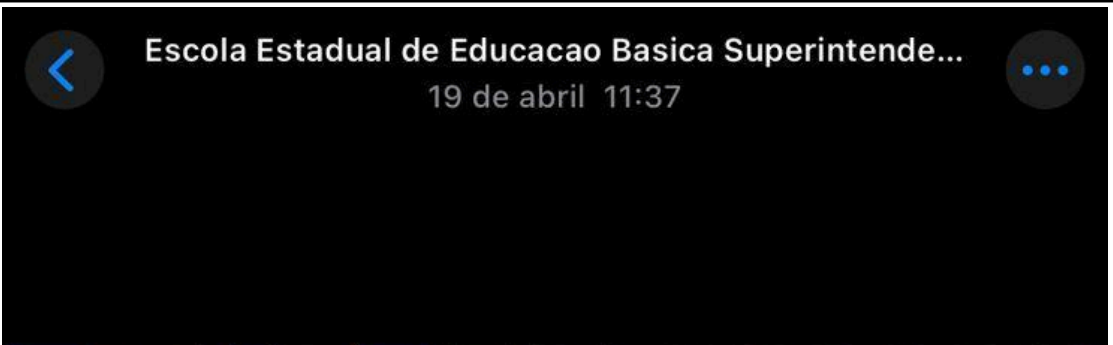 Escola Estadual de Educacao Basica Superintende...
19 de abril 11:37